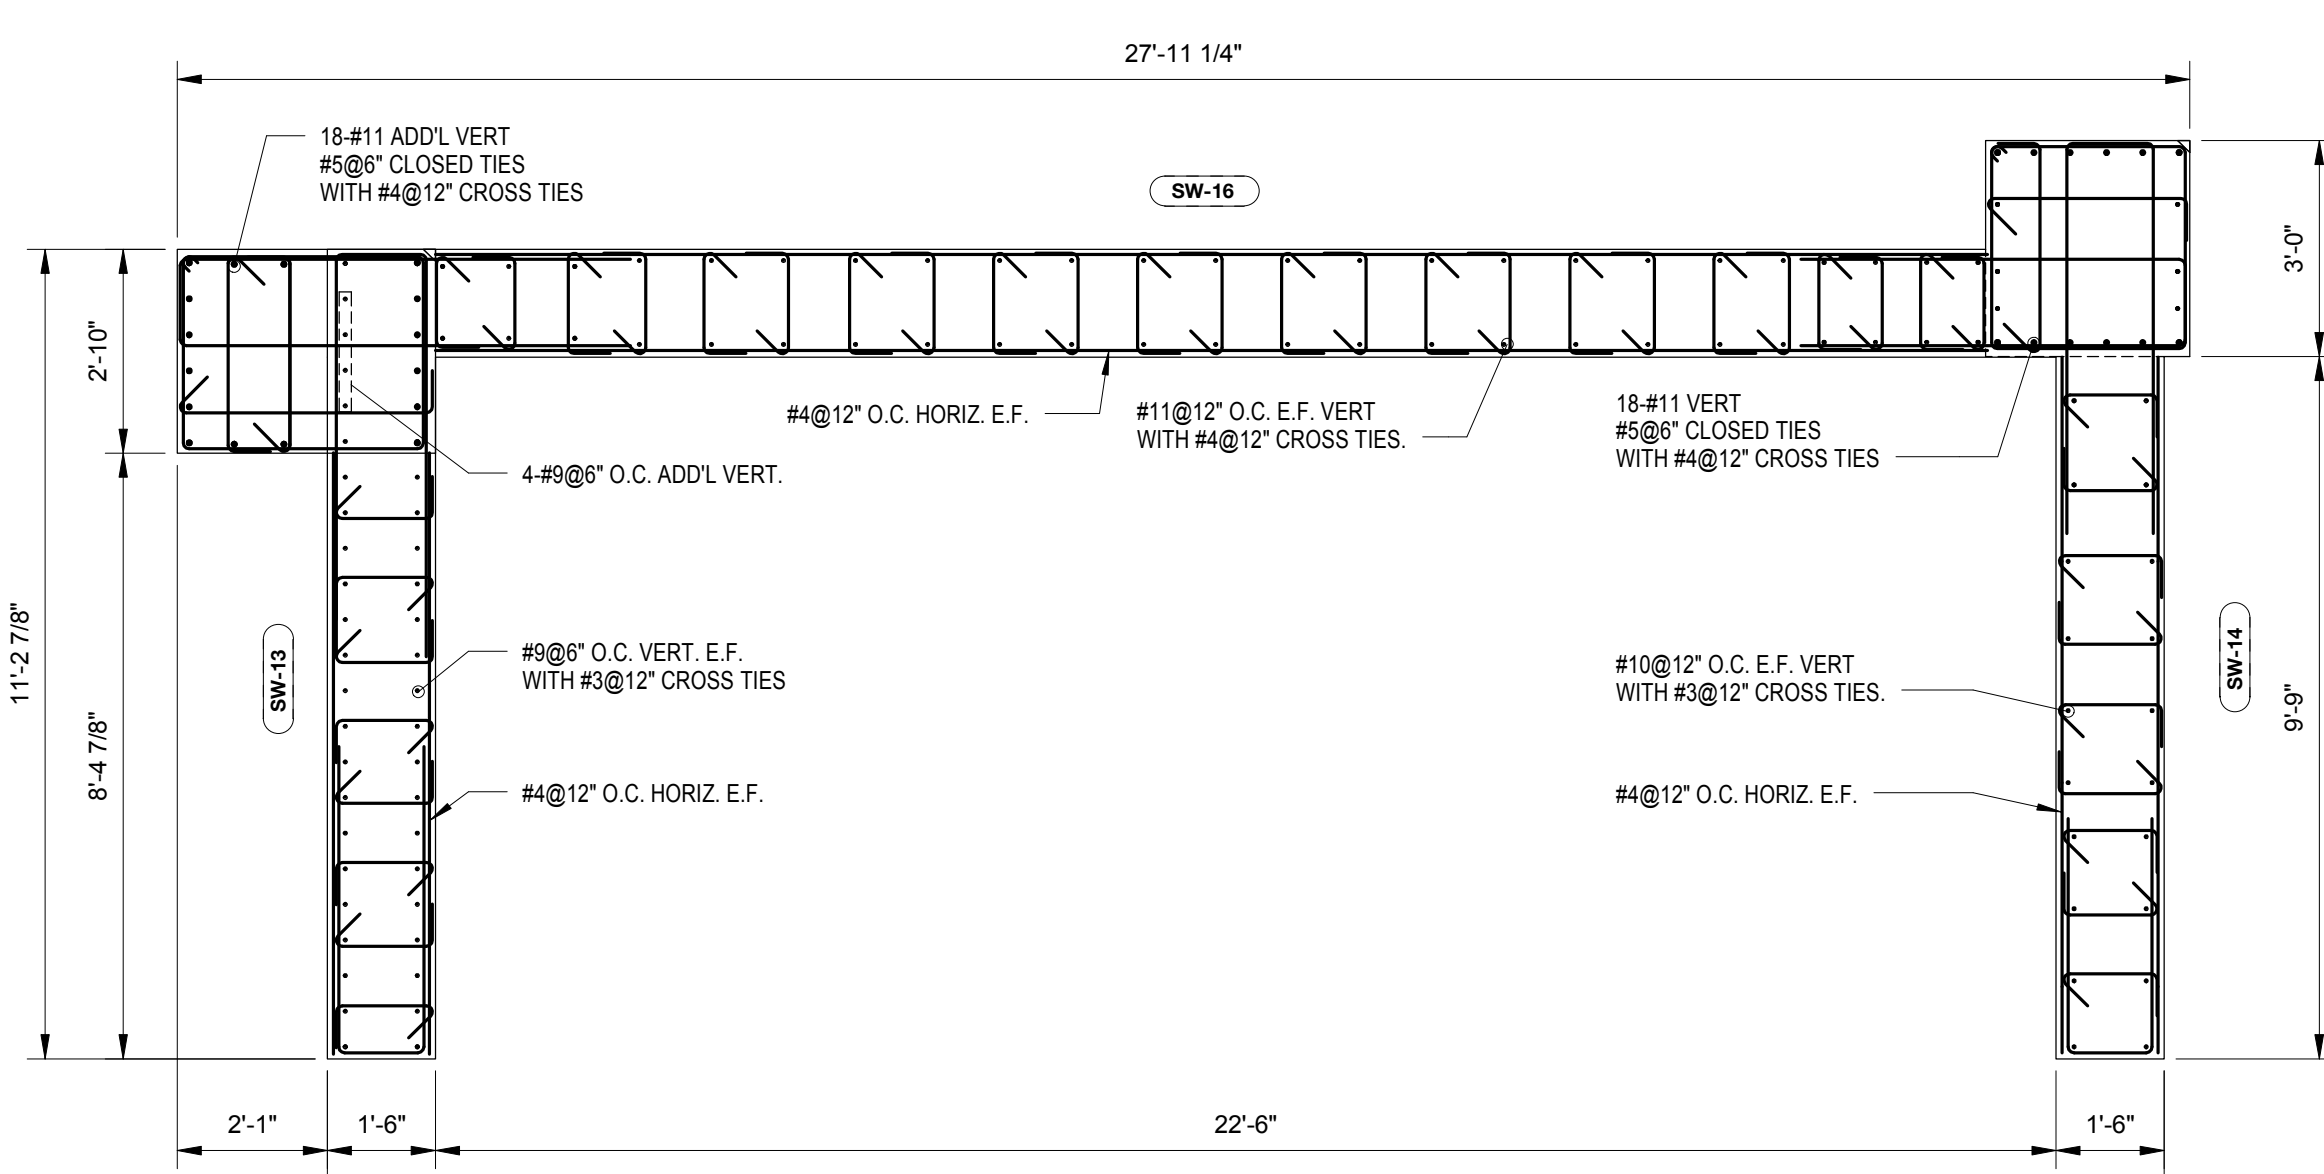 27'-11 1/4"
18-#11 ADD'L VERT
#5@6" CLOSED TIES
WITH #4@12" CROSS TIES
SW-16
3'-0"
2'-10"
#4@12" O.C. HORIZ. E.F.
#11@12" O.C. E.F. VERT
WITH #4@12" CROSS TIES.
18-#11 VERT
#5@6" CLOSED TIES
WITH #4@12" CROSS TIES
4-#9@6" O.C. ADD'L VERT.
11'-2 7/8"
8'-4 7/8"
SW-13
#9@6" O.C. VERT. E.F.
WITH #3@12" CROSS TIES
#10@12" O.C. E.F. VERT
WITH #3@12" CROSS TIES.
SW-14
9'-9"
#4@12" O.C. HORIZ. E.F.
#4@12" O.C. HORIZ. E.F.
2'-1"
1'-6"
22'-6"
1'-6"